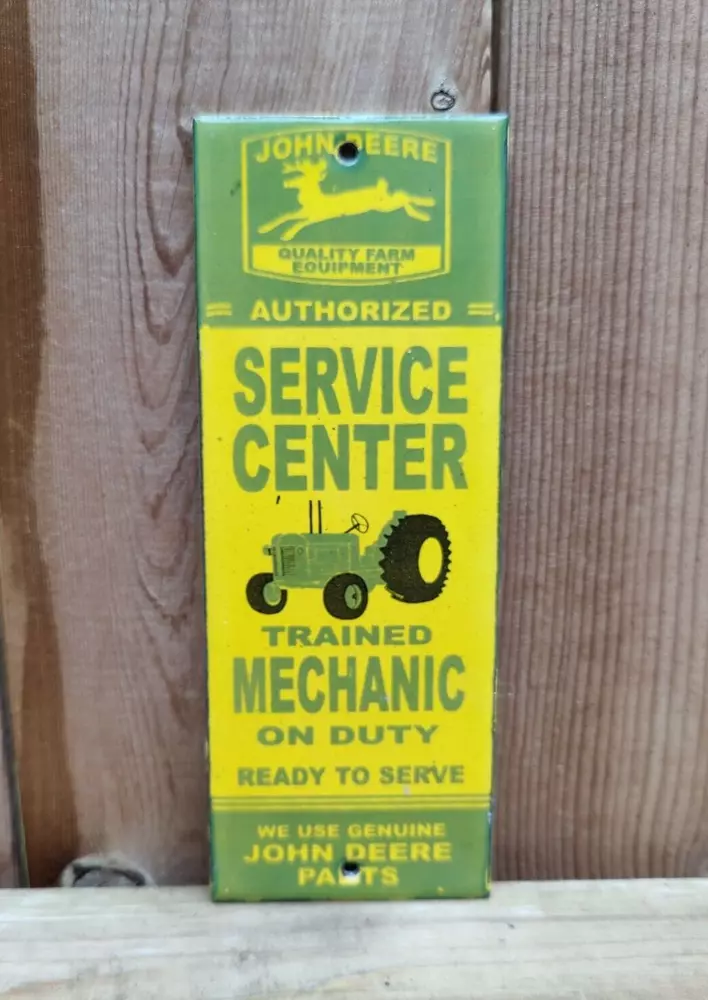 JOHN DEERE
QUALITY FARM
EQUIPMENT
AUTHORIZED
SERVICE
CENTER
TRAINED
MECHANIC
ON DUTY
READY TO SERVE
WE USE GENUINE
JOHN DEERE
PARTS